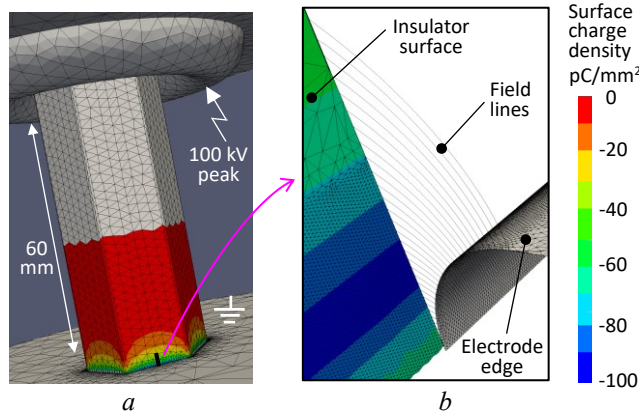 100 kV
peak
60
mm
a
Insulator
surface
Field
lines
Electrode
edge
b
Surface
charge
density
pC/mm²
0
-20
-40
-60
-80
-100